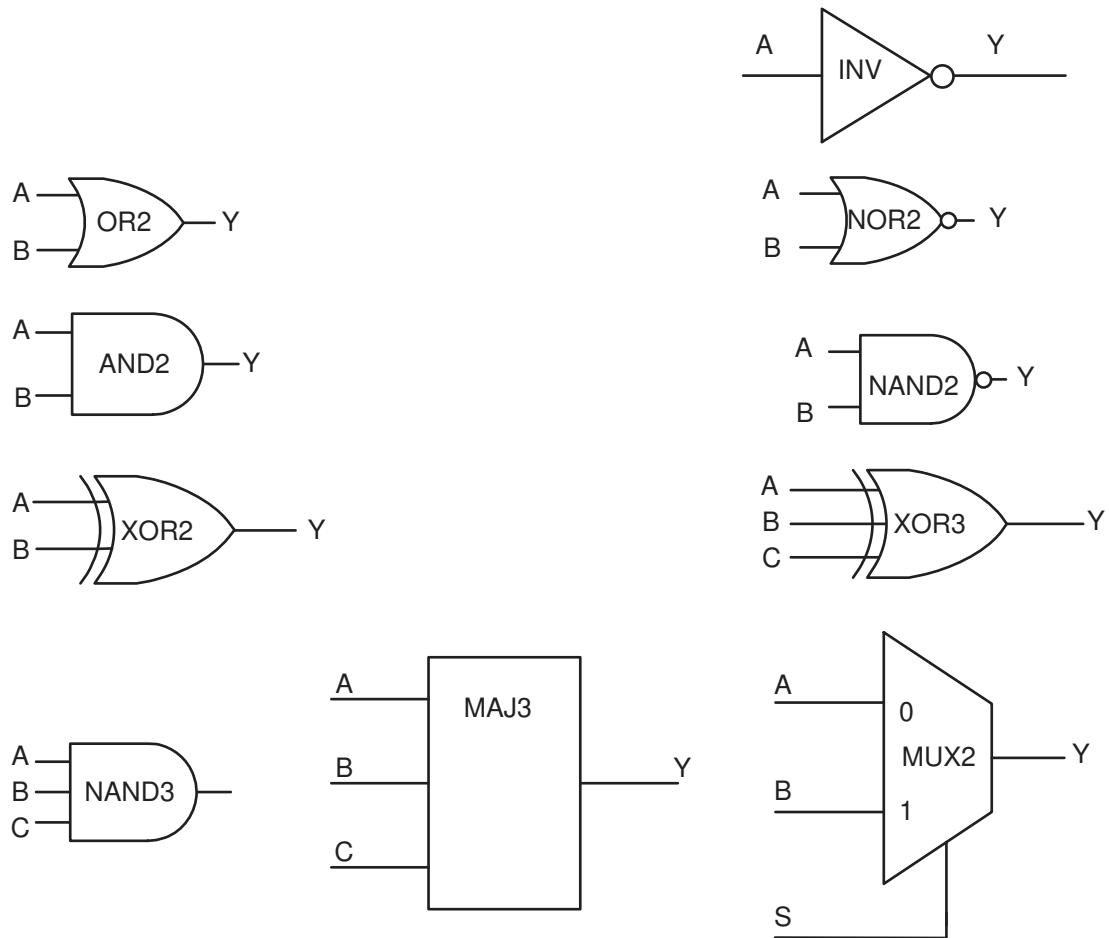 A INV Y
A OR2 Y
B
A NOR2 Y
B
A AND2 Y
B
A NAND2 Y
B
A XOR2 Y
B
A XOR3 Y
B
C
A
B NAND3
C
A MAJ3
B Y
C
A 0
MUX2 Y
B 1
S